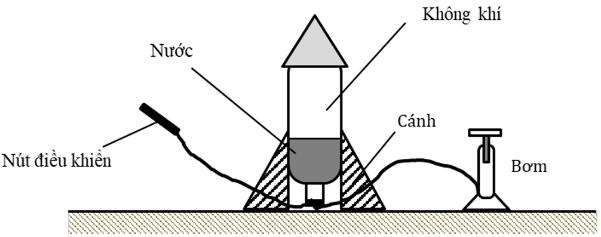 Không khí
Nước
Cánh
Nút điều khiển
Bơm